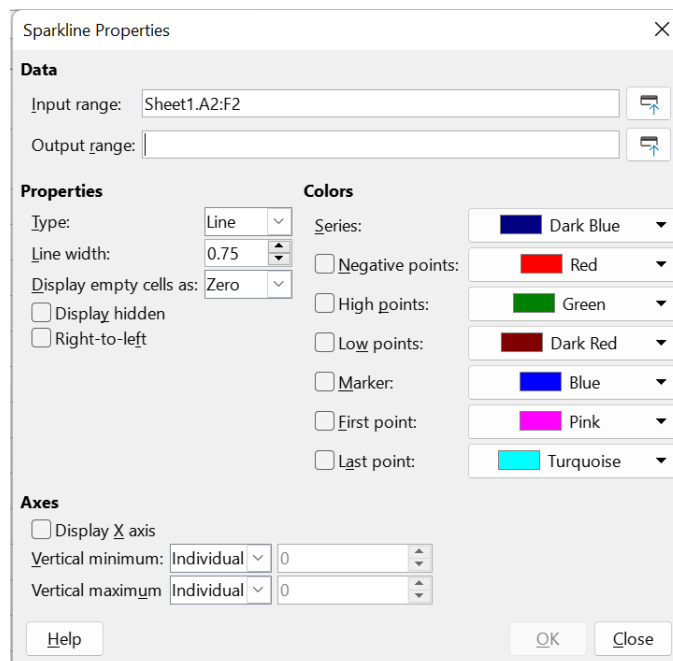 Sparkline Properties
Data
Input range: Sheet1.A2:F2
Output range:
Properties
Type: Line
Line width: 0.75
Display empty cells as: Zero
Display hidden
Right-to-left
Colors
Series: Dark Blue
Negative points: Red
High points: Green
Low points: Dark Red
Marker: Blue
First point: Pink
Last point: Turquoise
Axes
Display X axis
Vertical minimum: Individual 0
Vertical maximum Individual 0
Help OK Close